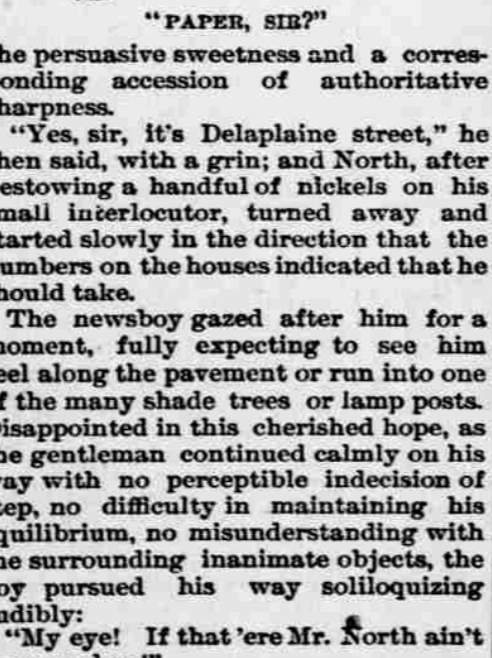 "PAPER, SIR?"
he persuasive sweetness and a corres-
onding accession of authoritative
harpness.
"Yes, sir, it's Delaplaine street," he
hen said, with a grin; and North, after
estowing a handful of nickels on his
mall interlocutor, turned away and
tarted slowly in the direction that the
umbers on the houses indicated that he
hould take.
The newsboy gazed after him for a
noment, fully expecting to see him
eel along the pavement or run into one
f the many shade trees or lamp posts.
isappointed in this cherished hope, as
he gentleman continued calmly on his
ay with no perceptible indecision of
tep, no difficulty in maintaining his
quilibrium, no misunderstanding with
he surrounding inanimate objects, the
oy pursued his way soliloquizing
udibly:
"My eye! If that 'ere Mr. North ain't